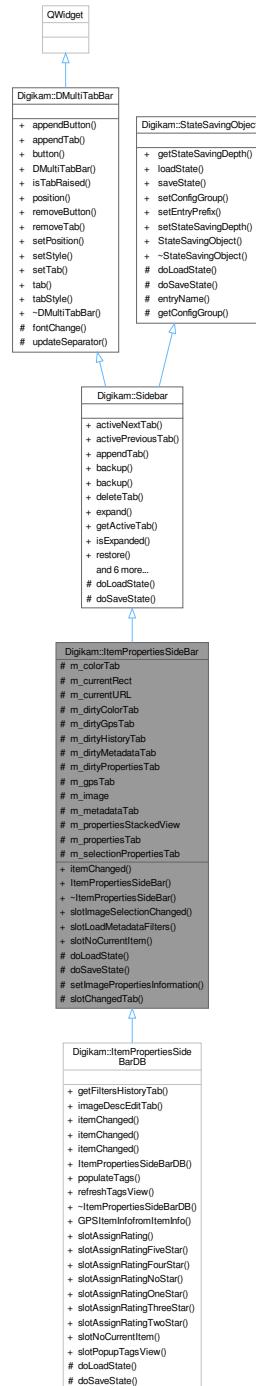 QWidget
Digikam::DMultiTabBar
+ appendButton()
+ appendTab()
+ button()
+ DMultiTabBar()
+ isTabRaised()
+ position()
+ removeButton()
+ removeTab()
+ setPosition()
+ setStyle()
+ setTab()
+ tab()
+ tabStyle()
+ ~DMultiTabBar()
# fontChange()
# updateSeparator()
Digikam::StateSavingObject
+ getStateSavingDepth()
+ loadState()
+ saveState()
+ setConfigGroup()
+ setEntryPrefix()
+ setStateSavingDepth()
+ StateSavingObject()
+ ~StateSavingObject()
# doLoadState()
# doSaveState()
# entryName()
# getConfigGroup()
Digikam::Sidebar
+ activeNextTab()
+ activePreviousTab()
+ appendTab()
+ backup()
+ backup()
+ deleteTab()
+ expand()
+ getActiveTab()
+ isExpanded()
+ restore()
and 6 more...
# doLoadState()
# doSaveState()
Digikam::ItemPropertiesSideBar
# m_colorTab
# m_currentRect
# m_currentURL
# m_dirtyColorTab
# m_dirtyGpsTab
# m_dirtyHistoryTab
# m_dirtyMetadataTab
# m_dirtyPropertiesTab
# m_gpsTab
# m_image
# m_metadataTab
# m_propertiesStackedView
# m_propertiesTab
# m_selectionPropertiesTab
+ itemChanged()
+ ItemPropertiesSideBar()
+ ~ItemPropertiesSideBar()
+ slotImageSelectionChanged()
+ slotLoadMetadataFilters()
+ slotNoCurrentItem()
# doLoadState()
# doSaveState()
# setImagePropertiesInformation()
# slotChangedTab()
Digikam::ItemPropertiesSide
BarDB
+ getFiltersHistoryTab()
+ imageDescEditTab()
+ itemChanged()
+ itemChanged()
+ itemChanged()
+ ItemPropertiesSideBarDB()
+ populateTags()
+ refreshTagsView()
+ ~ItemPropertiesSideBarDB()
+ GPSItemInfofromItemInfo()
+ slotAssignRating()
+ slotAssignRatingFiveStar()
+ slotAssignRatingFourStar()
+ slotAssignRatingNoStar()
+ slotAssignRatingOneStar()
+ slotAssignRatingThreeStar()
+ slotAssignRatingTwoStar()
+ slotNoCurrentItem()
+ slotPopupTagsView()
# doLoadState()
# doSaveState()